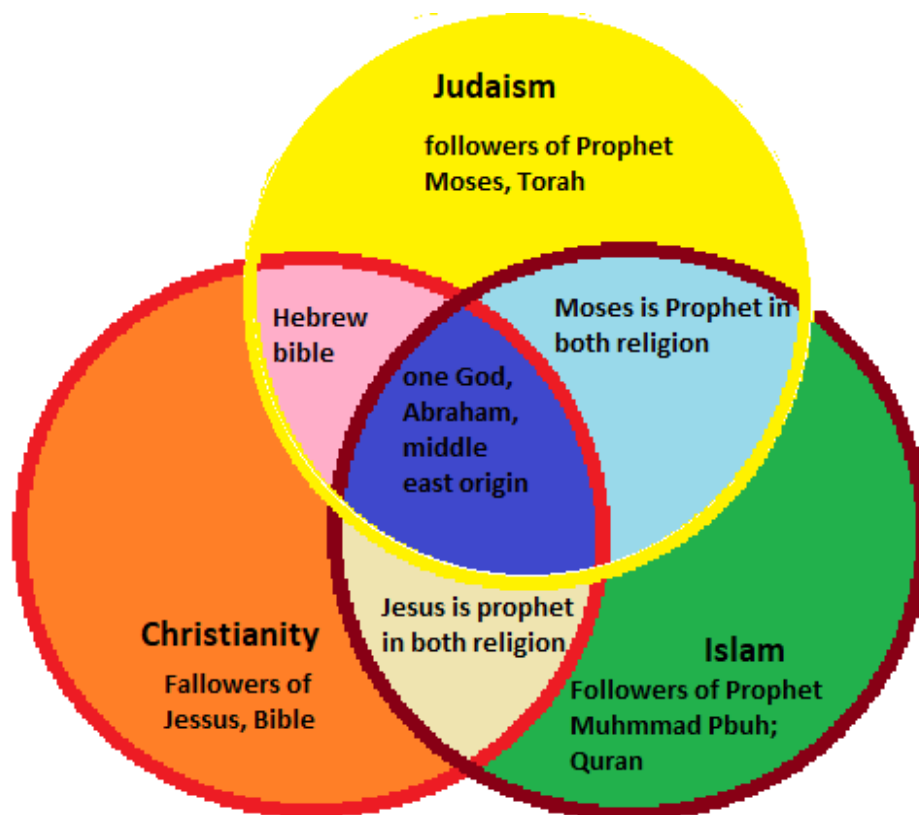 Judaism
followers of Prophet
Moses, Torah
Hebrew
bible
one God,
Abraham,
middle
east origin
Moses is Prophet in
both religion
Jesus is prophet
in both religion
Christianity
Fallowers of
Jessus, Bible
Islam
Followers of Prophet
Muhmmad Pbuh;
Quran